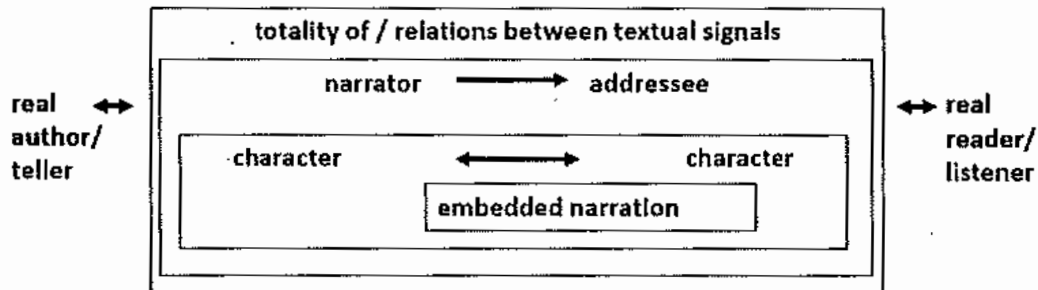 totality of / relations between textual signals
narrator addressee
real
author/
teller
real
reader/
listener
character character
embedded narration